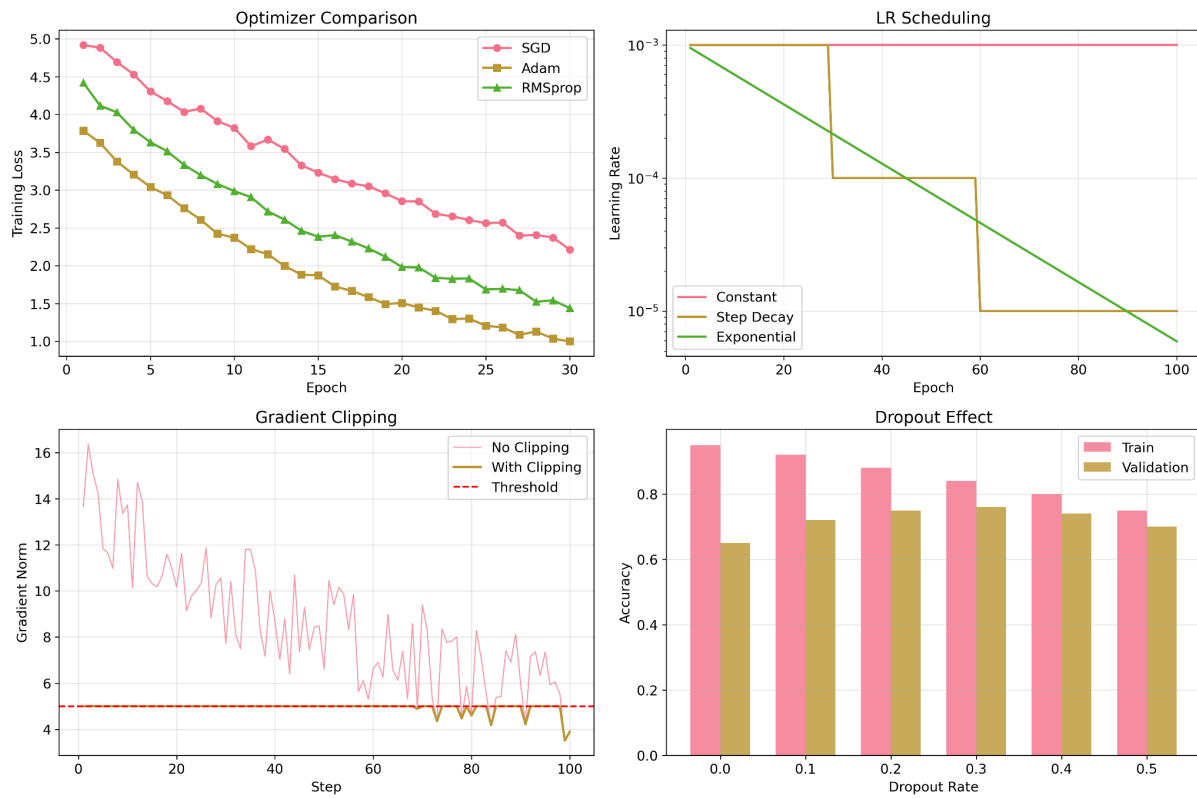 Optimizer Comparison
5.0
4.5
4.0
3.5
3.0
2.5
2.0
1.5
1.0
Training Loss
SGD
Adam
RMSprop
0 5 10 15 20 25 30
Epoch
LR Scheduling
10−3
10−4
10−5
Learning Rate
Constant
Step Decay
Exponential
0 20 40 60 80 100
Epoch
Gradient Clipping
16
14
12
10
8
6
4
Gradient Norm
No Clipping
With Clipping
Threshold
0 20 40 60 80 100
Step
Dropout Effect
0.8
0.6
0.4
0.2
0.0
Accuracy
Train
Validation
0.0 0.1 0.2 0.3 0.4 0.5
Dropout Rate